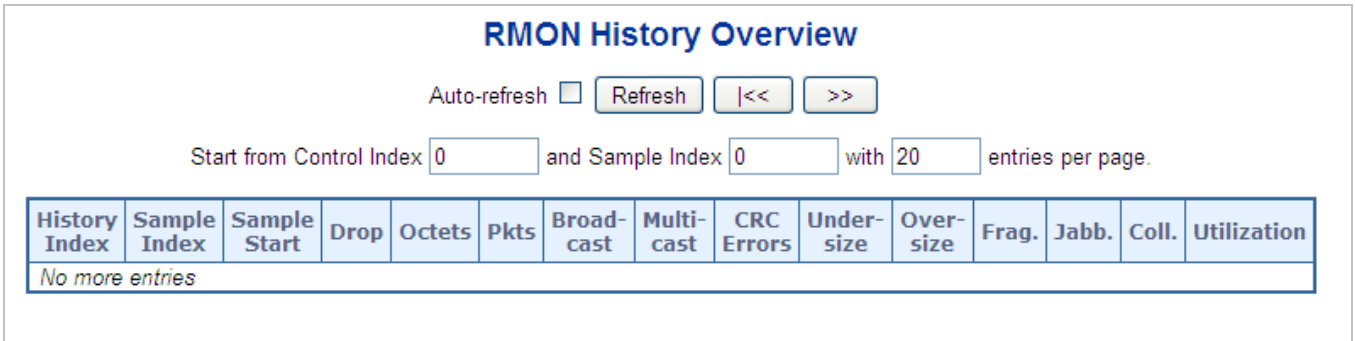 RMON History Overview
Auto-refresh Refresh |<< >>
Start from Control Index 0 and Sample Index 0 with 20 entries per page.
History Index Sample Index Sample Start Drop Octets Pkts Broad-cast Multi-cast CRC Errors Under-size Over-size Frag. Jabb. Coll. Utilization
No more entries